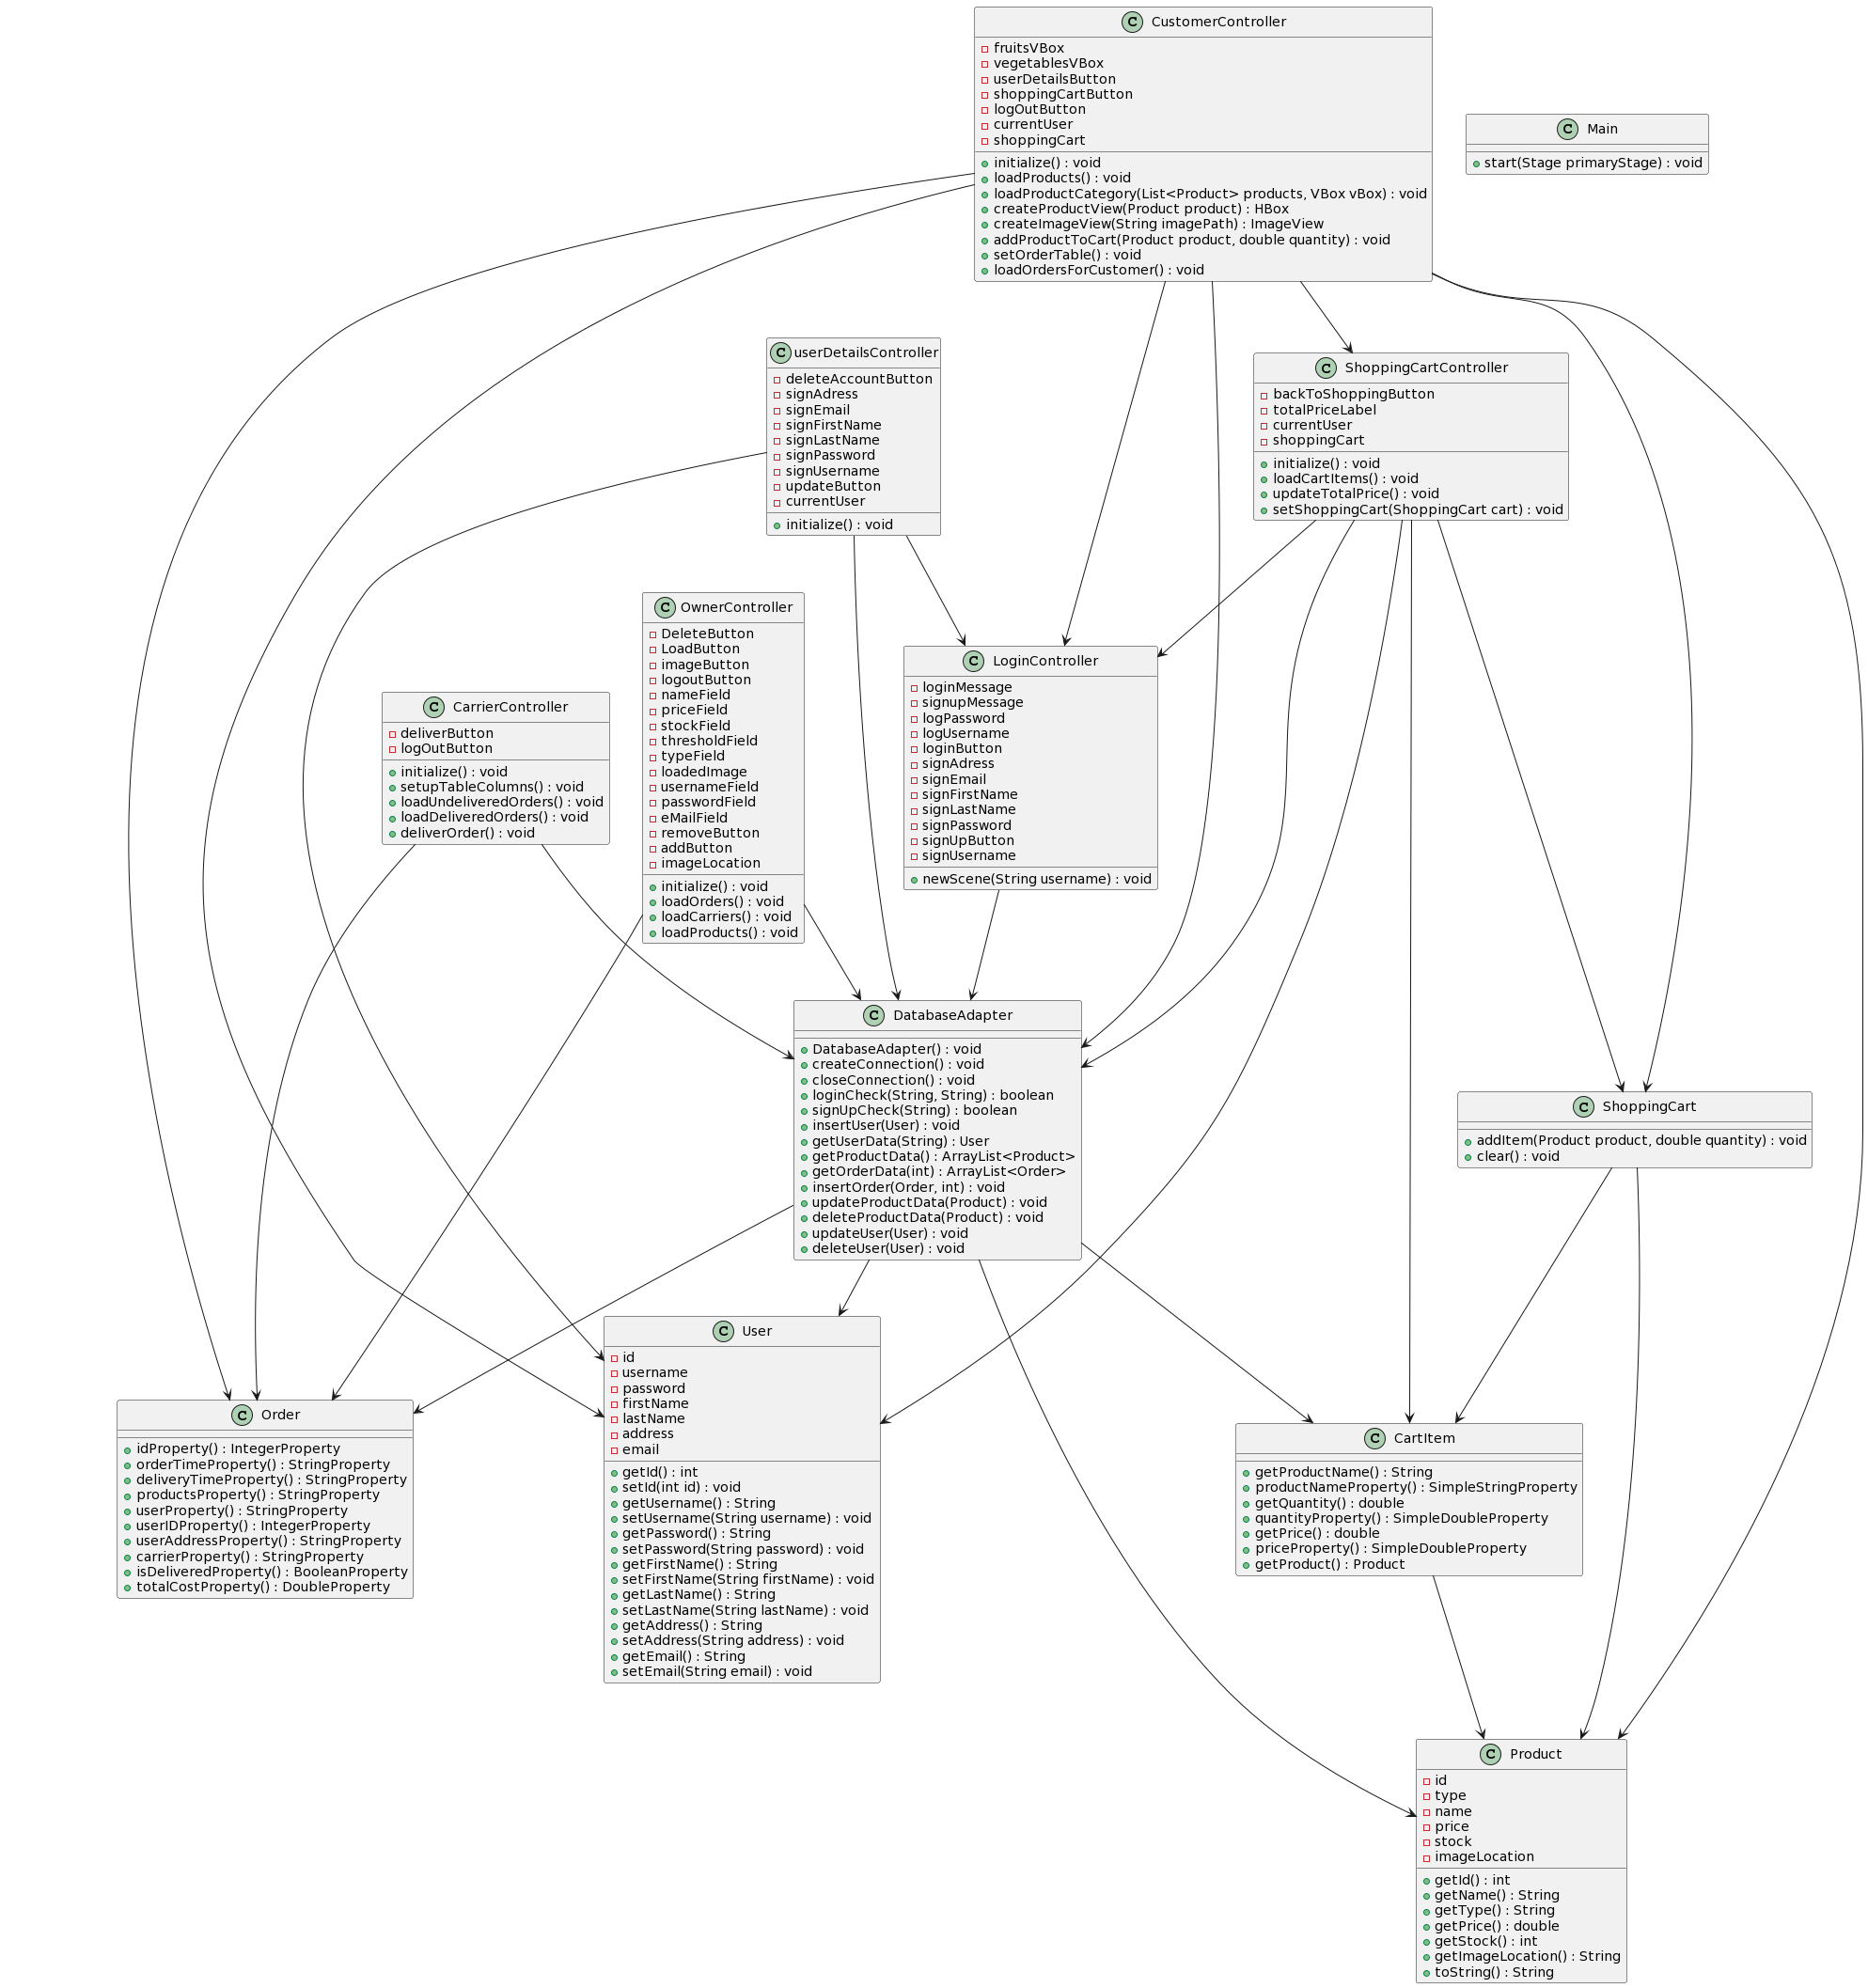 CustomerController
fruitsVBox
vegetablesVBox
userDetailsButton
shoppingCartButton
logOutButton
currentUser
shoppingCart
initialize() : void
loadProducts() : void
loadProductCategory(List<Product> products, VBox vBox) : void
createProductView(Product product) : HBox
createImageView(String imagePath) : ImageView
addProductToCart(Product product, double quantity) : void
setOrderTable() : void
loadOrdersForCustomer() : void
Main
start(Stage primaryStage) : void
userDetailsController
deleteAccountButton
signAdress
signEmail
signFirstName
signLastName
signPassword
signUsername
updateButton
currentUser
initialize() : void
ShoppingCartController
backToShoppingButton
totalPriceLabel
currentUser
shoppingCart
initialize() : void
loadCartItems() : void
updateTotalPrice() : void
setShoppingCart(ShoppingCart cart) : void
OwnerController
DeleteButton
LoadButton
imageButton
logoutButton
nameField
priceField
stockField
thresholdField
typeField
loadedImage
usernameField
passwordField
eMailField
removeButton
addButton
imageLocation
initialize() : void
loadOrders() : void
loadCarriers() : void
loadProducts() : void
LoginController
loginMessage
signupMessage
logPassword
logUsername
loginButton
signAdress
signEmail
signFirstName
signLastName
signPassword
signUpButton
signUsername
newScene(String username) : void
CarrierController
deliverButton
logOutButton
initialize() : void
setupTableColumns() : void
loadUndeliveredOrders() : void
loadDeliveredOrders() : void
deliverOrder() : void
DatabaseAdapter
DatabaseAdapter() : void
createConnection() : void
closeConnection() : void
loginCheck(String, String) : boolean
signUpCheck(String) : boolean
insertUser(User) : void
getUserData(String) : User
getProductData() : ArrayList<Product>
getOrderData(int) : ArrayList<Order>
insertOrder(Order, int) : void
updateProductData(Product) : void
deleteProductData(Product) : void
updateUser(User) : void
deleteUser(User) : void
ShoppingCart
addItem(Product product, double quantity) : void
clear() : void
Order
idProperty() : IntegerProperty
orderTimeProperty() : StringProperty
deliveryTimeProperty() : StringProperty
productsProperty() : StringProperty
userProperty() : StringProperty
userIDProperty() : IntegerProperty
userAddressProperty() : StringProperty
carrierProperty() : StringProperty
isDeliveredProperty() : BooleanProperty
totalCostProperty() : DoubleProperty
User
id
username
password
firstName
lastName
address
email
getId() : int
setId(int id) : void
getUsername() : String
setUsername(String username) : void
getPassword() : String
setPassword(String password) : void
getFirstName() : String
setFirstName(String firstName) : void
getLastName() : String
setLastName(String lastName) : void
getAddress() : String
setAddress(String address) : void
getEmail() : String
setEmail(String email) : void
CartItem
getProductName() : String
productNameProperty() : SimpleStringProperty
getQuantity() : double
quantityProperty() : SimpleDoubleProperty
getPrice() : double
priceProperty() : SimpleDoubleProperty
getProduct() : Product
Product
id
type
name
price
stock
imageLocation
getId() : int
getName() : String
getType() : String
getPrice() : double
getStock() : int
getImageLocation() : String
toString() : String